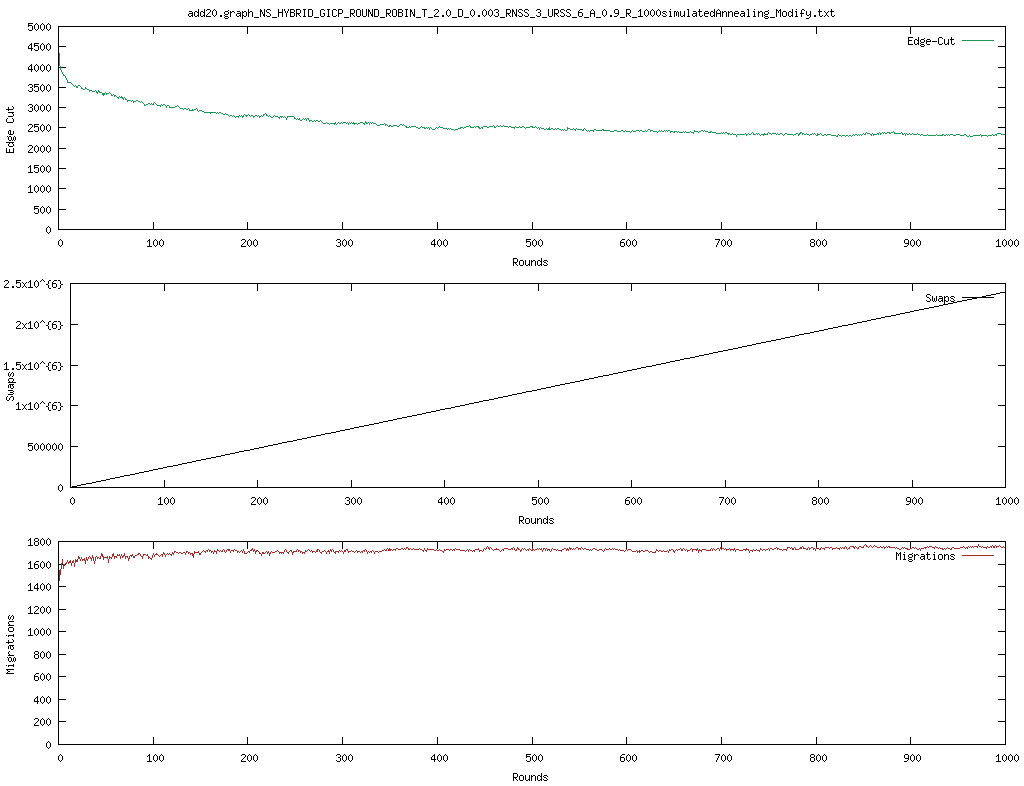 add20.graph_NS_HYBRID_GICP_ROUND_ROBIN_T_2.0_D_0.003_RNSS_3_URSS_6_A_0.9_R_1000simulatedAnnealing_Modify.txt
5000
4500
4000
3500
3000
2500
2000
1500
1000
500
0
Edge Cut
Edge-Cut
0 100 200 300 400 500 600 700 800 900 1000
Rounds
2.5x10^{6}
2x10^{6}
1.5x10^{6}
1x10^{6}
500000
0
Swaps
Swaps
0 100 200 300 400 500 600 700 800 900 1000
Rounds
1800
1600
1400
1200
1000
800
600
400
200
0
Migrations
Migrations
0 100 200 300 400 500 600 700 800 900 1000
Rounds